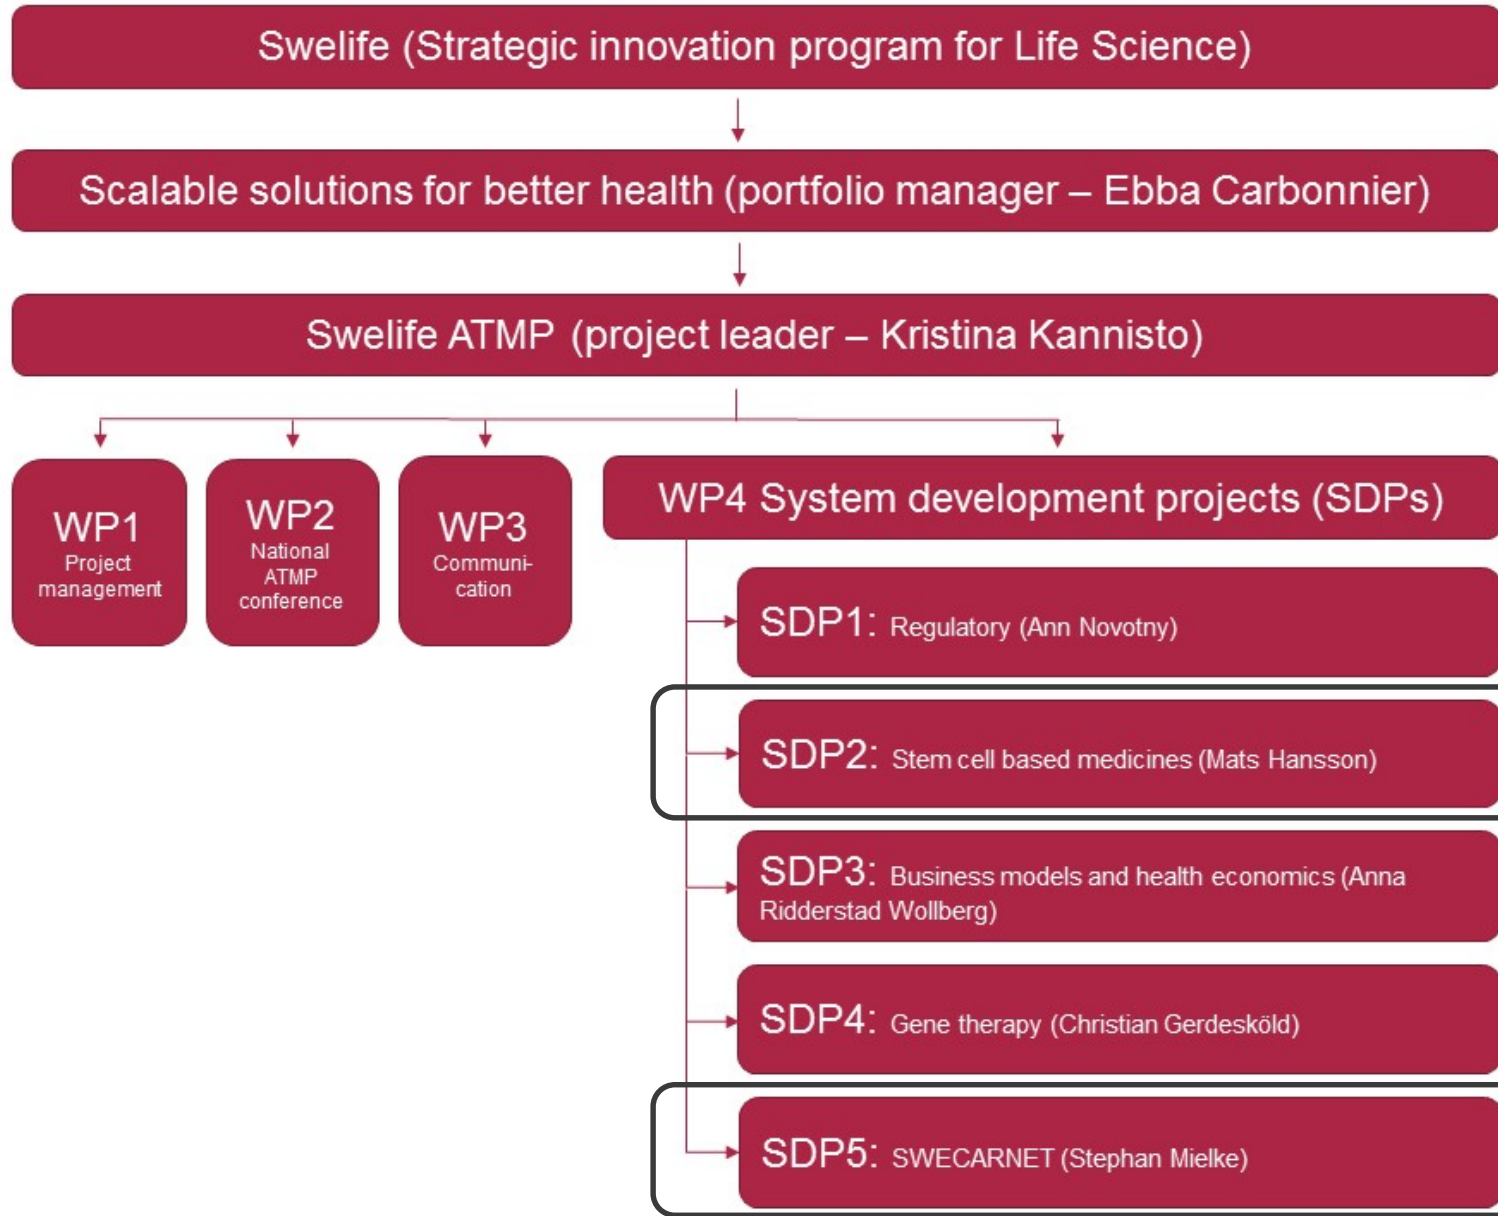 Swelife (Strategic innovation program for Life Science)
Scalable solutions for better health (portfolio manager – Ebba Carbonnier)
Swelife ATMP (project leader – Kristina Kannisto)
WP1
Project
management
WP2
National
ATMP
conference
WP3
Communi-
cation
WP4 System development projects (SDPs)
SDP1: Regulatory (Ann Novotny)
SDP2: Stem cell based medicines (Mats Hansson)
SDP3: Business models and health economics (Anna
Ridderstad Wollberg)
SDP4: Gene therapy (Christian Gerdesköld)
SDP5: SWECARNET (Stephan Mielke)